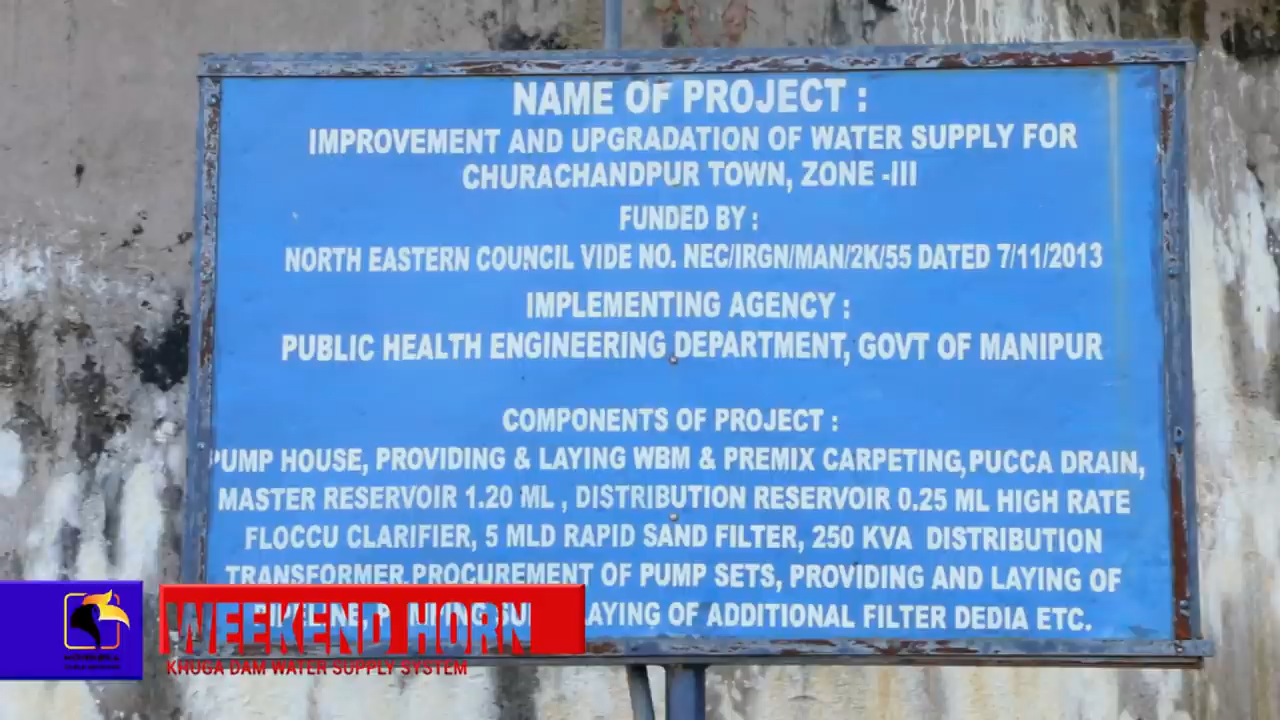 NAME OF PROJECT :
IMPROVEMENT AND UPGRADATION OF WATER SUPPLY FOR
CHURACHANDPUR TOWN, ZONE -III
FUNDED BY :
NORTH EASTERN COUNCIL VIDE NO. NEC/IRGN/MAN/2K/55 DATED 7/11/2013
IMPLEMENTING AGENCY :
PUBLIC HEALTH ENGINEERING DEPARTMENT, GOVT OF MANIPUR
COMPONENTS OF PROJECT :
PUMP HOUSE, PROVIDING & LAYING WBM & PREMIX CARPETING, PUCCA DRAIN,
MASTER RESERVOIR 1.20 ML , DISTRIBUTION RESERVOIR 0.25 ML HIGH RATE
FLOCCU CLARIFIER, 5 MLD RAPID SAND FILTER, 250 KVA DISTRIBUTION
TRANSFORMER, PROCUREMENT OF PUMP SETS, PROVIDING AND LAYING OF
PIPELINE, LAYING OF ADDITIONAL FILTER DEDIA ETC.
WEEKEND HORN
KHUGA DAM WATER SUPPLY SYSTEM